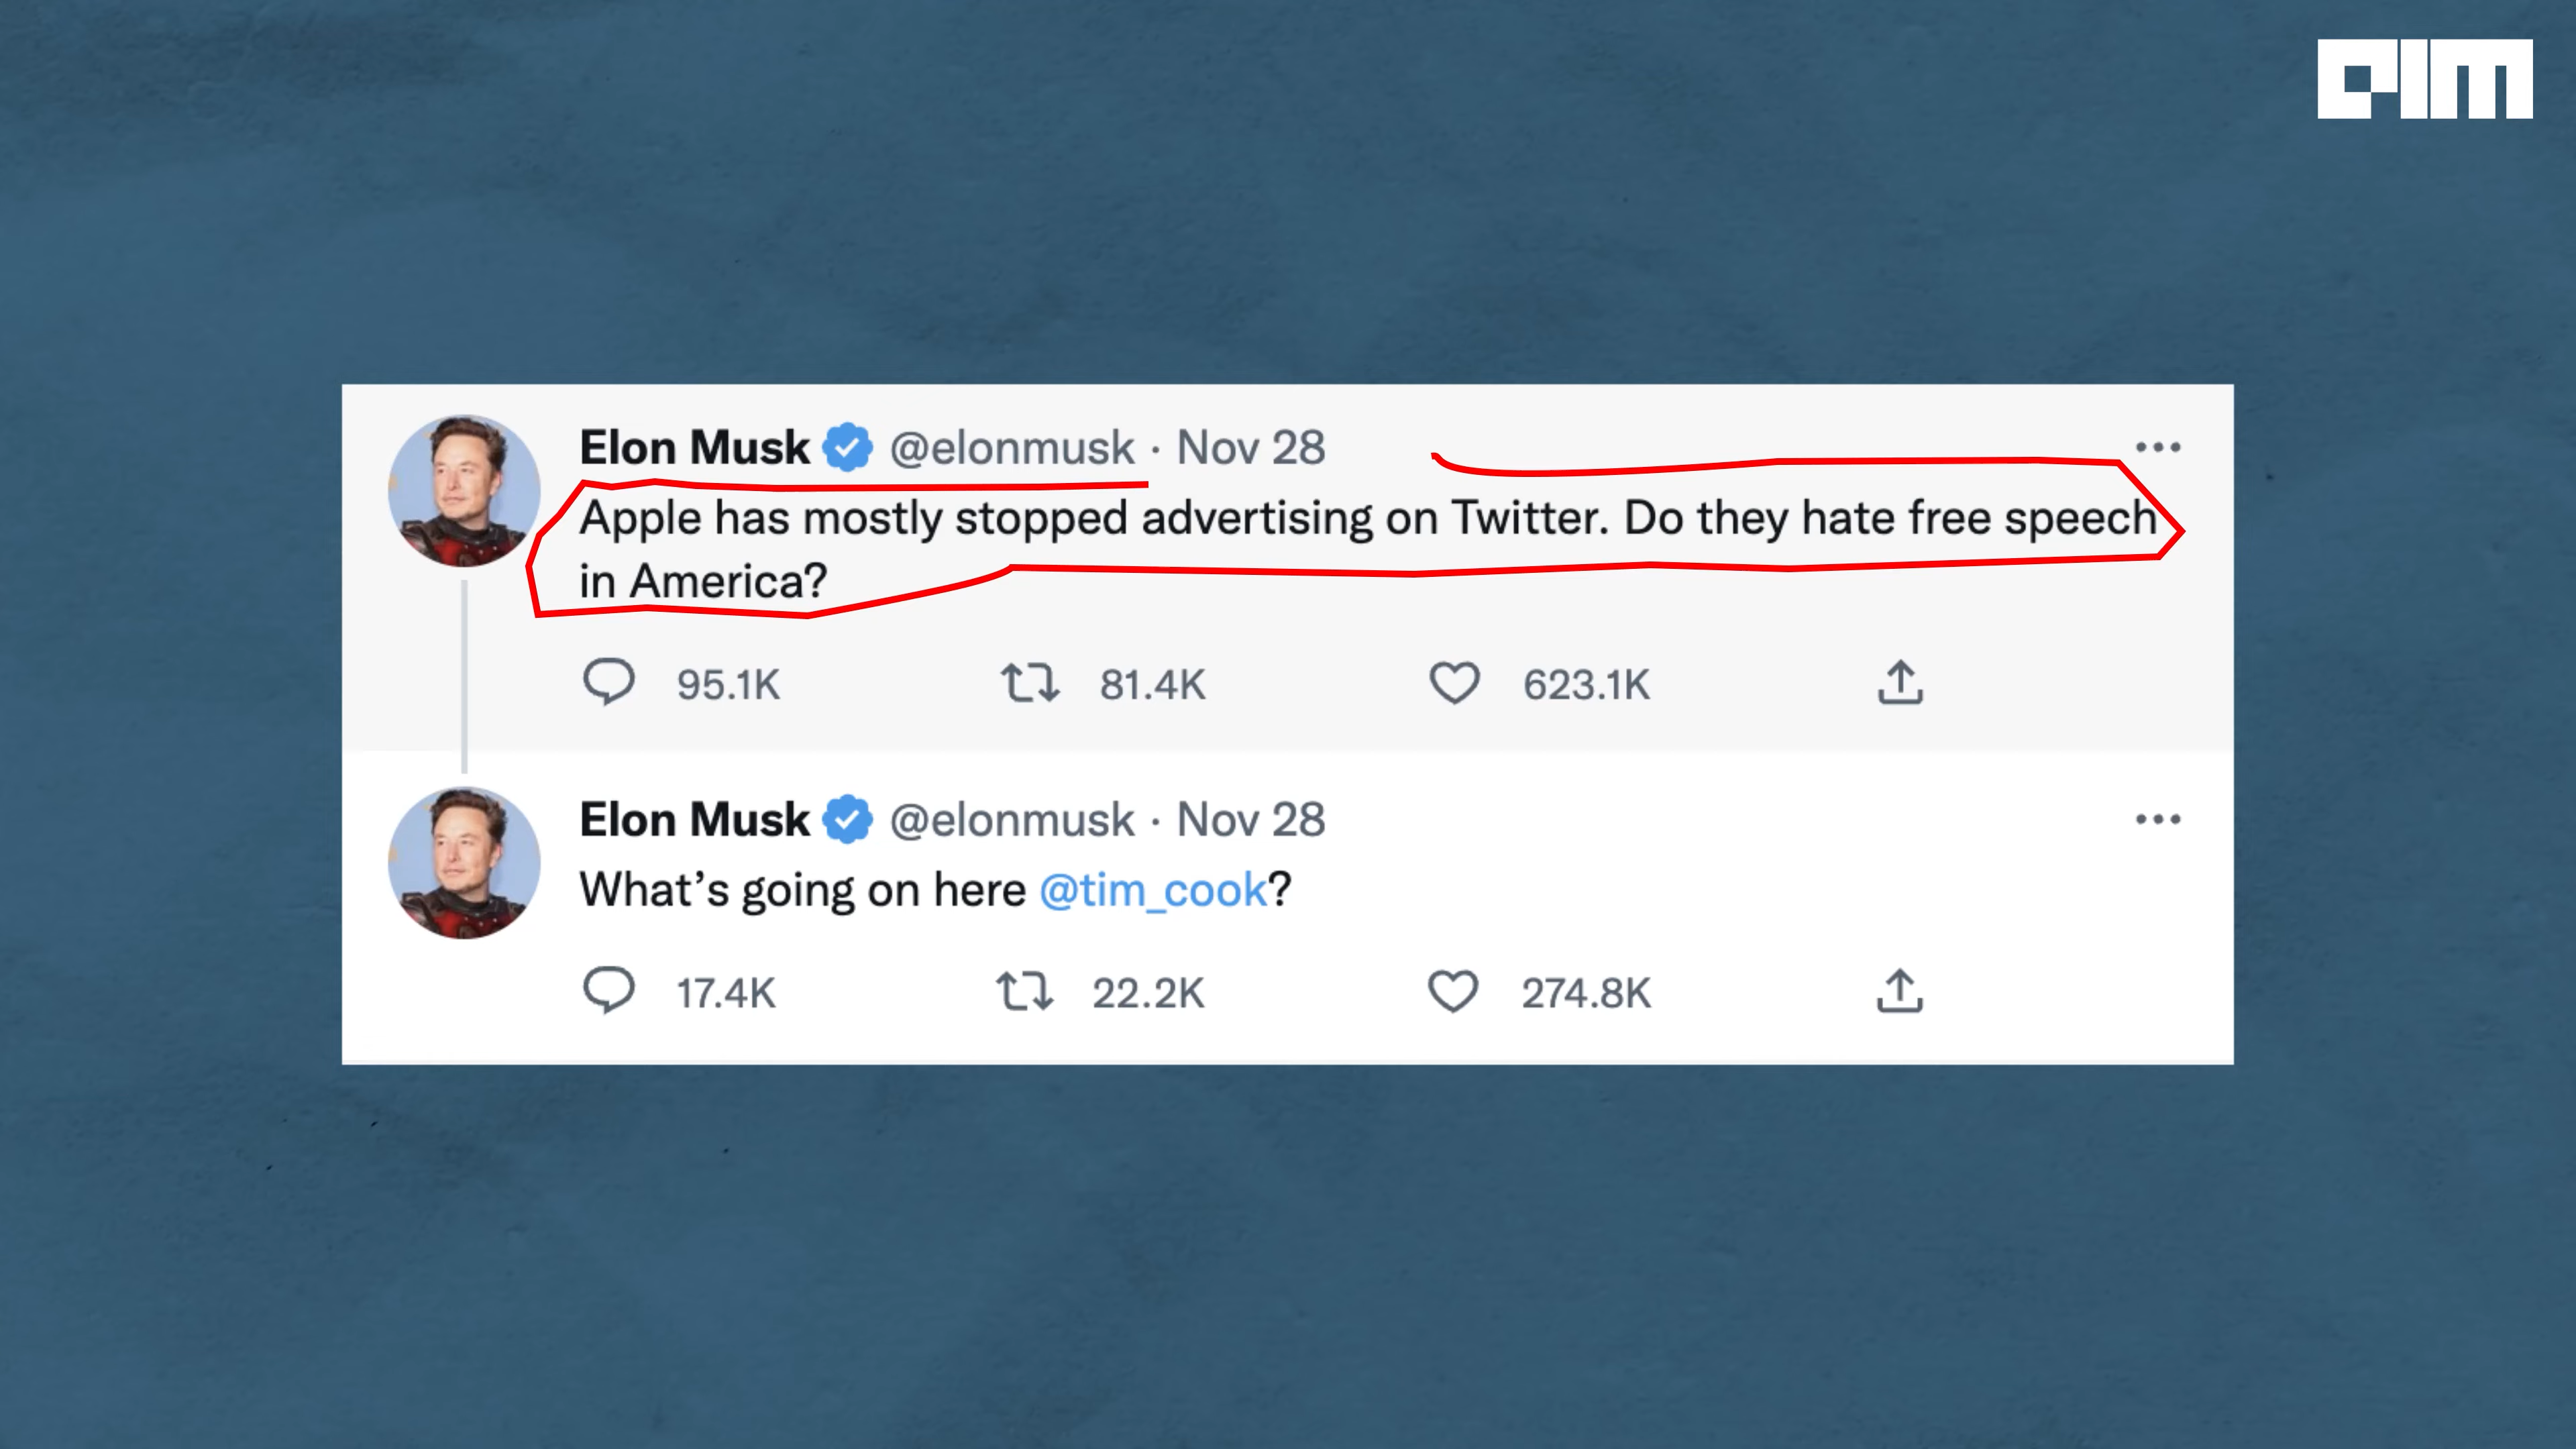 AIM
Elon Musk @elonmusk · Nov 28
Apple has mostly stopped advertising on Twitter. Do they hate free speech
in America?
95.1K 81.4K 623.1K
Elon Musk @elonmusk · Nov 28
What’s going on here @tim_cook?
17.4K 22.2K 274.8K